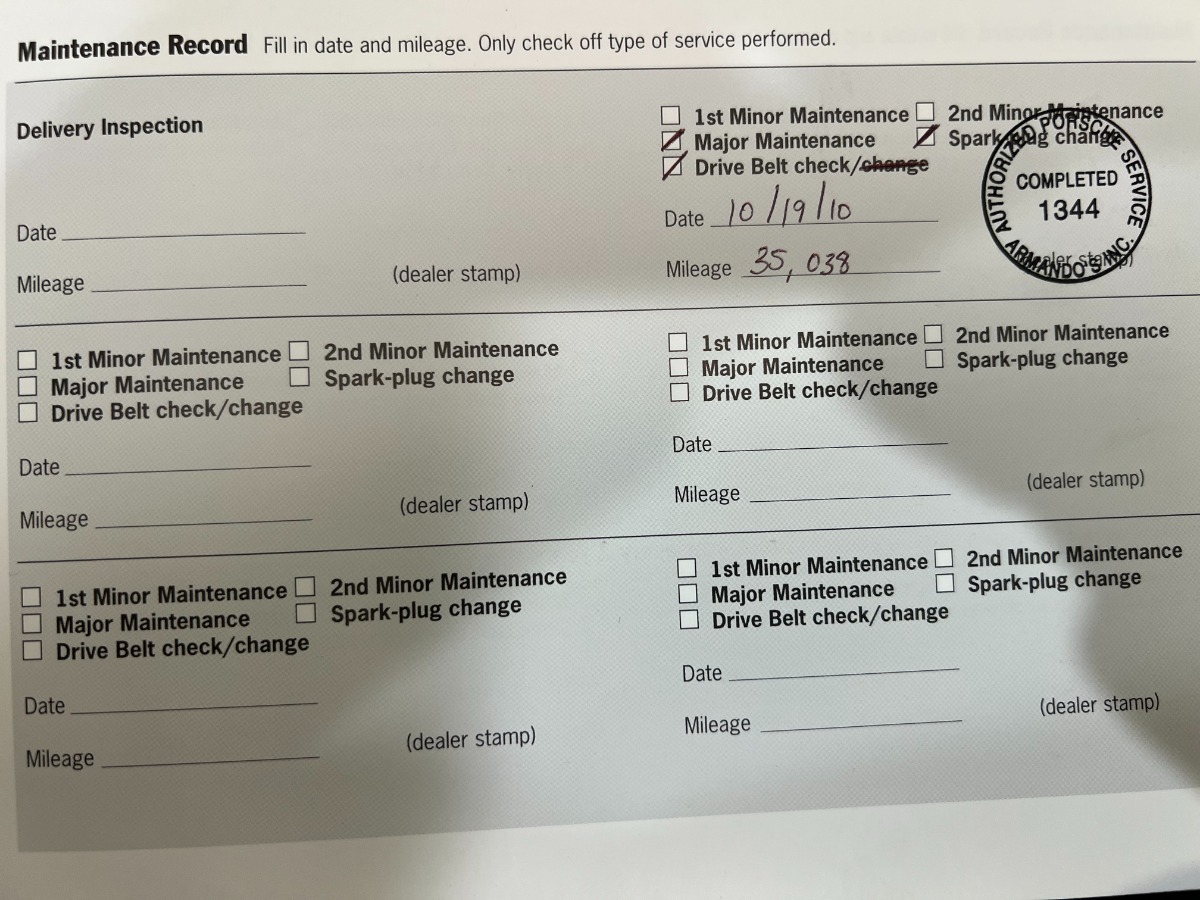 Maintenance Record Fill in date and mileage. Only check off type of service performed.
Delivery Inspection
Date
Mileage
(dealer stamp)
1st Minor Maintenance 2nd Minor Maintenance
Major Maintenance Spark-plug change
Drive Belt check/change
Date 10/19/10
Mileage 35,038
(dealer stamp)
AUTHORIZED PORSCHE SERVICE
COMPLETED
1344
ARMANDO'S INC.
1st Minor Maintenance 2nd Minor Maintenance
Major Maintenance Spark-plug change
Drive Belt check/change
Date
Mileage
(dealer stamp)
1st Minor Maintenance 2nd Minor Maintenance
Major Maintenance Spark-plug change
Drive Belt check/change
Date
Mileage
(dealer stamp)
1st Minor Maintenance 2nd Minor Maintenance
Major Maintenance Spark-plug change
Drive Belt check/change
Date
Mileage
(dealer stamp)
1st Minor Maintenance 2nd Minor Maintenance
Major Maintenance Spark-plug change
Drive Belt check/change
Date
Mileage
(dealer stamp)